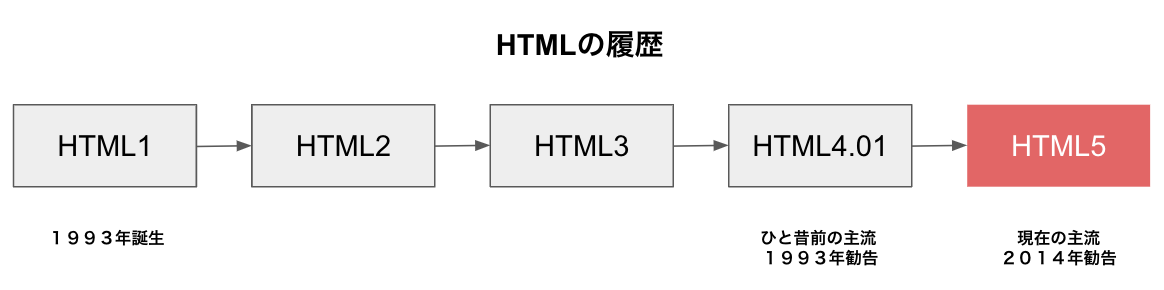 HTMLの履歴
HTML1
HTML2
HTML3
HTML4.01
HTML5
１９９３年誕生
ひと昔前の主流
１９９３年勧告
現在の主流
２０１４年勧告